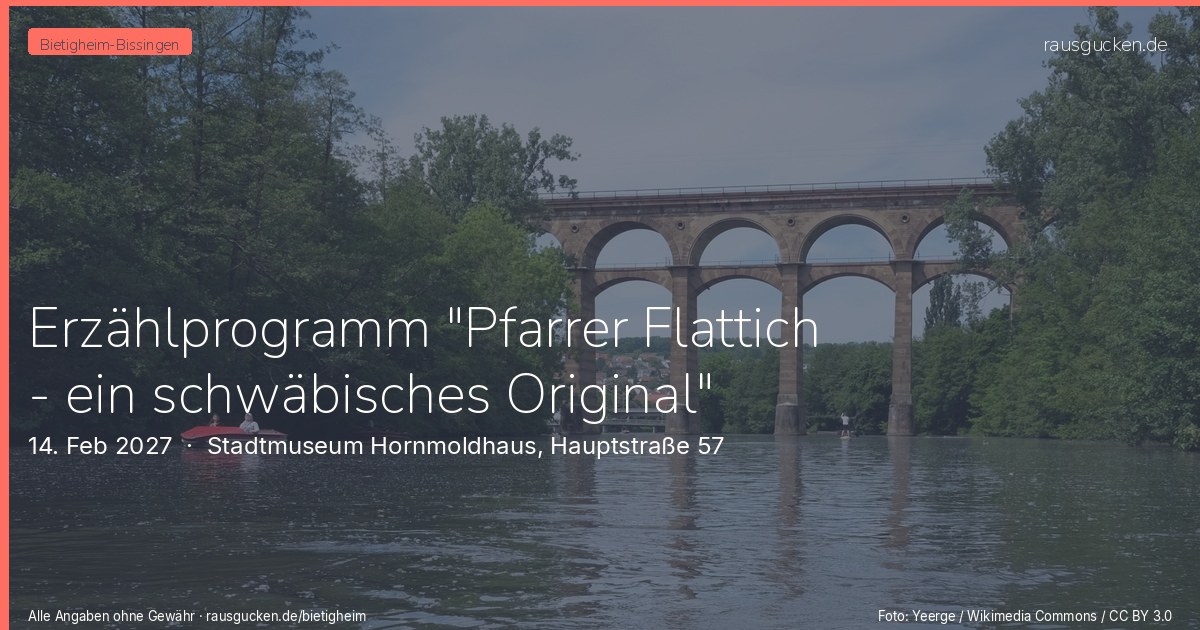 Bietigheim-Bissingen
rausgucken.de
Erzählprogramm "Pfarrer Flattich
- ein schwäbisches Original"
14. Feb 2027 · Stadtmuseum Hornmoldhaus, Hauptstraße 57
Alle Angaben ohne Gewähr · rausgucken.de/bietigheim
Foto: Yeerge / Wikimedia Commons / CC BY 3.0